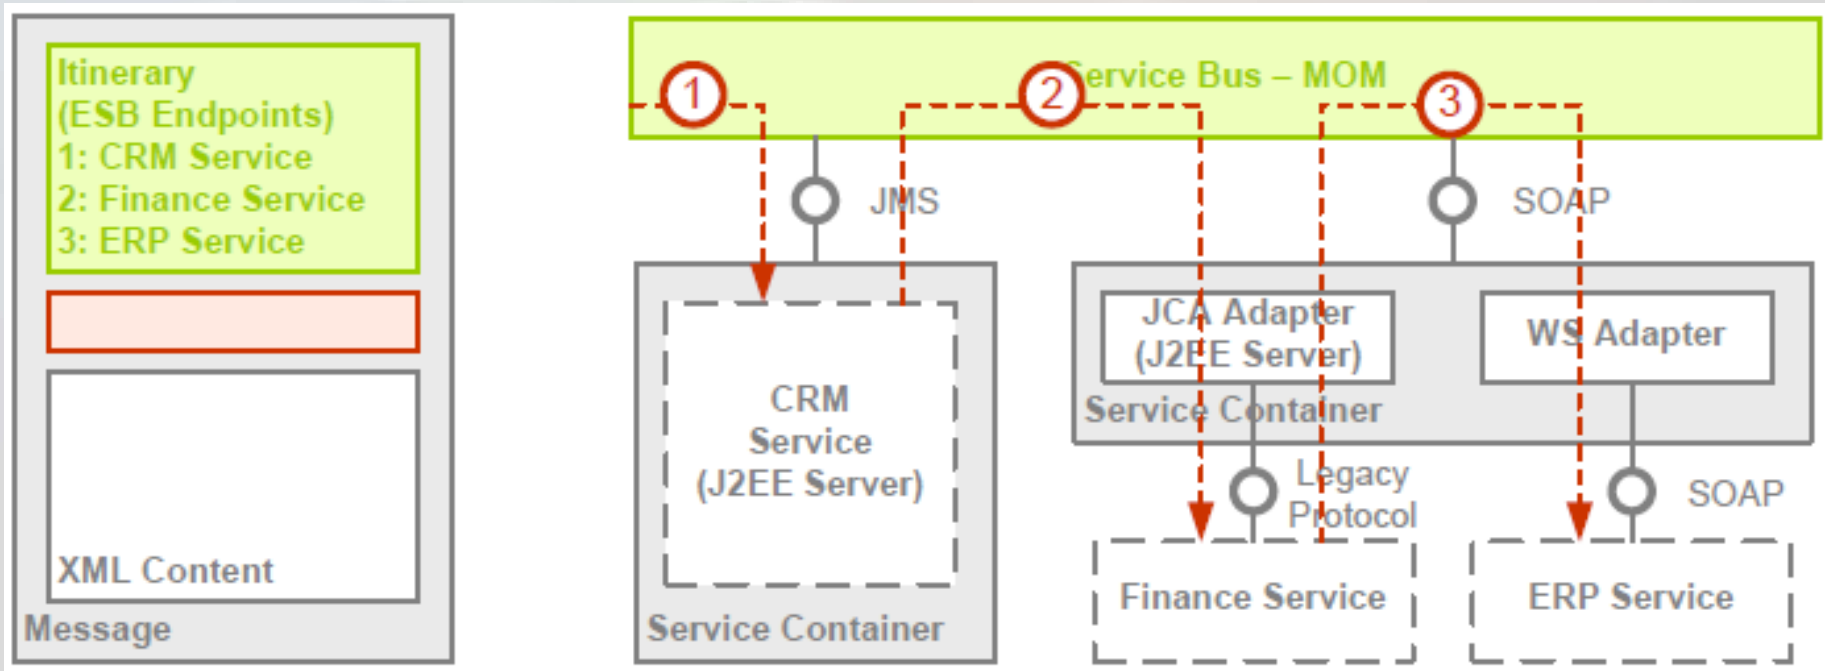 Itinerary
(ESB Endpoints)
1: CRM Service
2: Finance Service
3: ERP Service
XML Content
Message
1
2
Service Bus – MOM
3
JMS
SOAP
CRM
Service
(J2EE Server)
Service Container
JCA Adapter
(J2EE Server)
WS Adapter
Service Container
Legacy
Protocol
SOAP
Finance Service
ERP Service